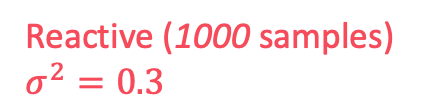 Reactive (1000 samples)
σ² = 0.3